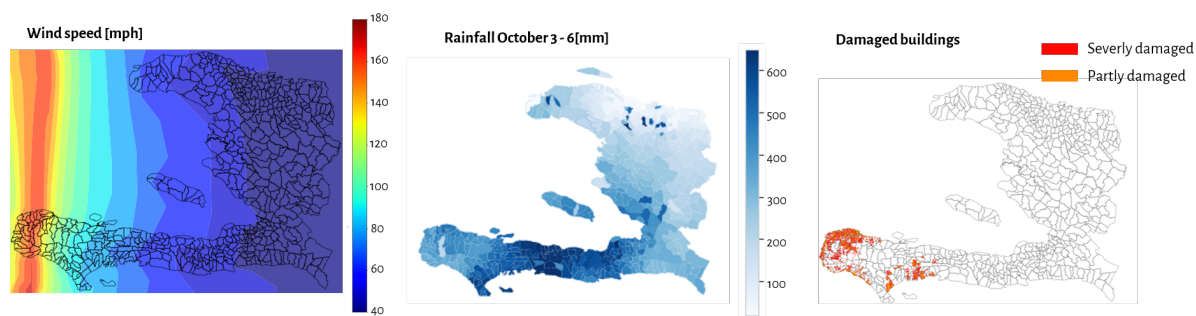 Wind speed [mph]
180
160
140
120
100
80
60
40
Rainfall October 3 - 6[mm]
600
500
400
300
200
100
Damaged buildings
Severly damaged
Partly damaged